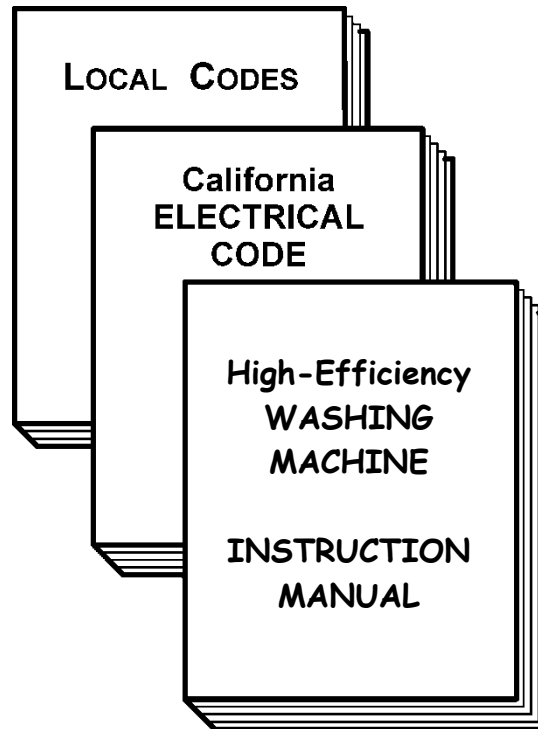 LOCAL CODES
California
ELECTRICAL
CODE
High-Efficiency
WASHING
MACHINE
INSTRUCTION
MANUAL